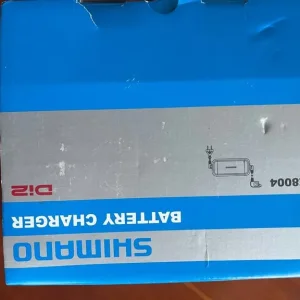 SHIMANO
BATTERY CHARGER
Di2
8004